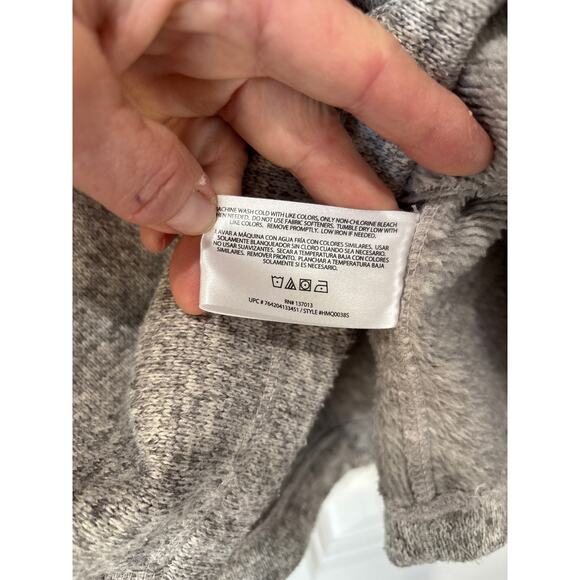 MACHINE WASH COLD WITH LIKE COLORS, ONLY NON-CHLORINE BLEACH
WHEN NEEDED. DO NOT USE FABRIC SOFTENERS. TUMBLE DRY LOW WITH
LIKE COLORS. REMOVE PROMPTLY. LOW IRON IF NEEDED.
LAVAR A MÁQUINA CON AGUA FRÍA CON COLORES SIMILARES. USAR
SOLAMENTE BLANQUEADOR SIN CLORO CUANDO SEA NECESARIO.
NO USAR SUAVIZANTES. SECAR A TEMPERATURA BAJA CON COLORES
SIMILARES. REMOVER PRONTO. PLANCHAR A TEMPERATURA BAJA
SOLAMENTE SI ES NECESARIO.
RN# 137013
UPC # 764204133451 / STYLE #HMQ00385